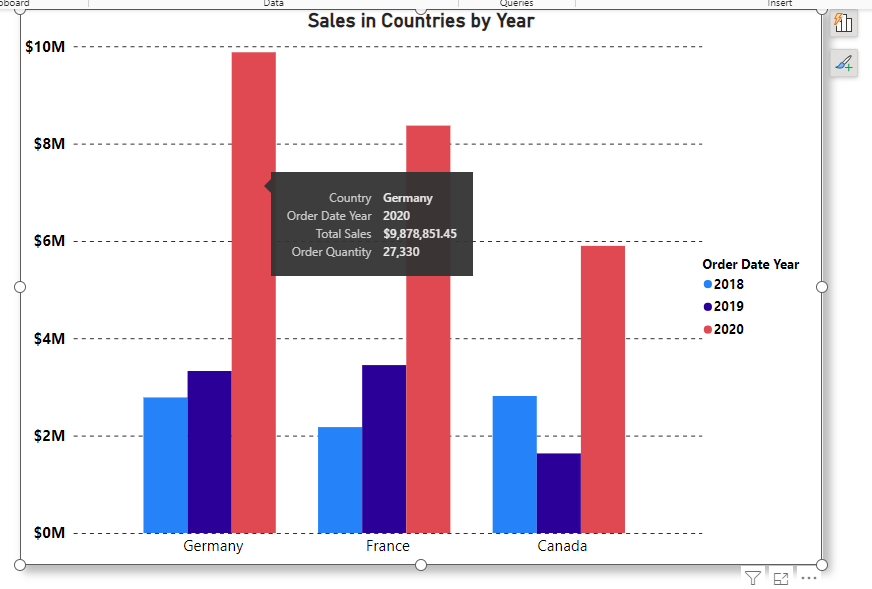 Data
Queries
Insert
Sales in Countries by Year
$10M
$8M
$6M
$4M
$2M
$0M
Country Germany
Order Date Year 2020
Total Sales $9,878,851.45
Order Quantity 27,330
Order Date Year
2018
2019
2020
Germany
France
Canada